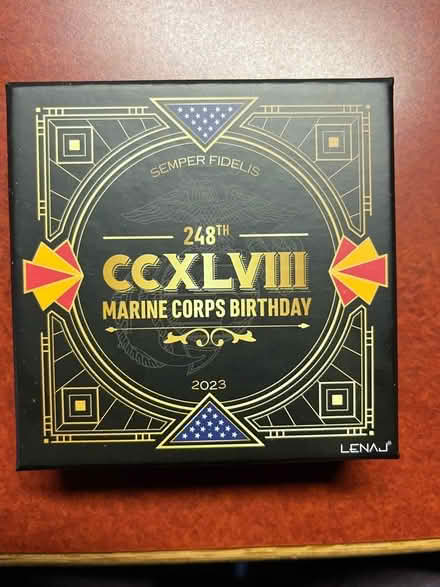 SEMPER FIDELIS
248TH
CCXLVIII
MARINE CORPS BIRTHDAY
2023
LENAJ®